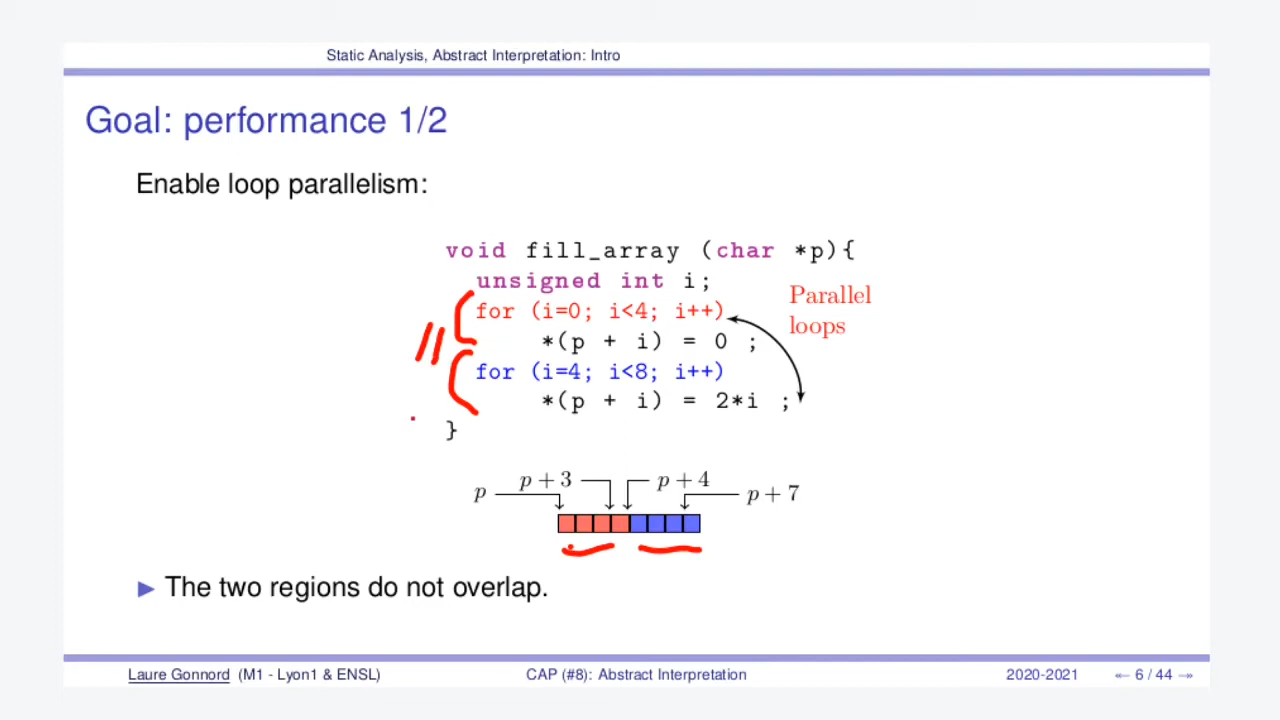 Static Analysis, Abstract Interpretation: Intro
Goal: performance 1/2
Enable loop parallelism:
void fill_array (char *p){
unsigned int i;
for (i=0; i<4; i++)
*(p + i) = 0 ;
for (i=4; i<8; i++)
*(p + i) = 2*i ;
}
Parallel
loops
//
p
p + 3
p + 4
p + 7
▶ The two regions do not overlap.
Laure Gonnord (M1 - Lyon1 & ENSL)
CAP (#8): Abstract Interpretation
2020-2021
← 6 / 44 →